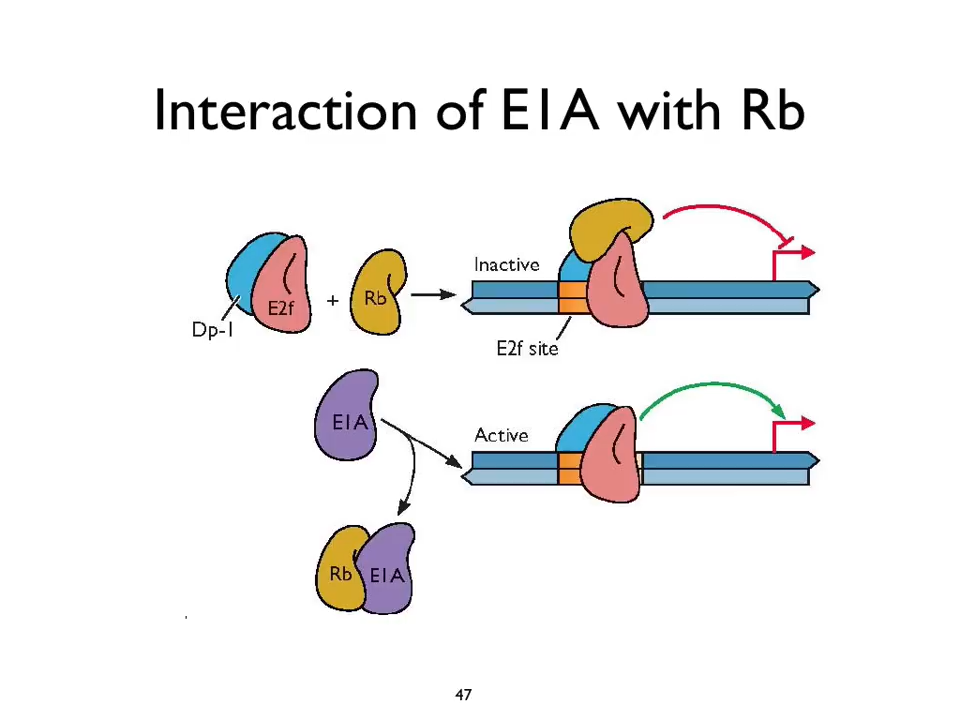 Interaction of E1A with Rb
Inactive
E2f
+
Rb
Dp-1
E2f site
E1A
Active
Rb
E1A
47